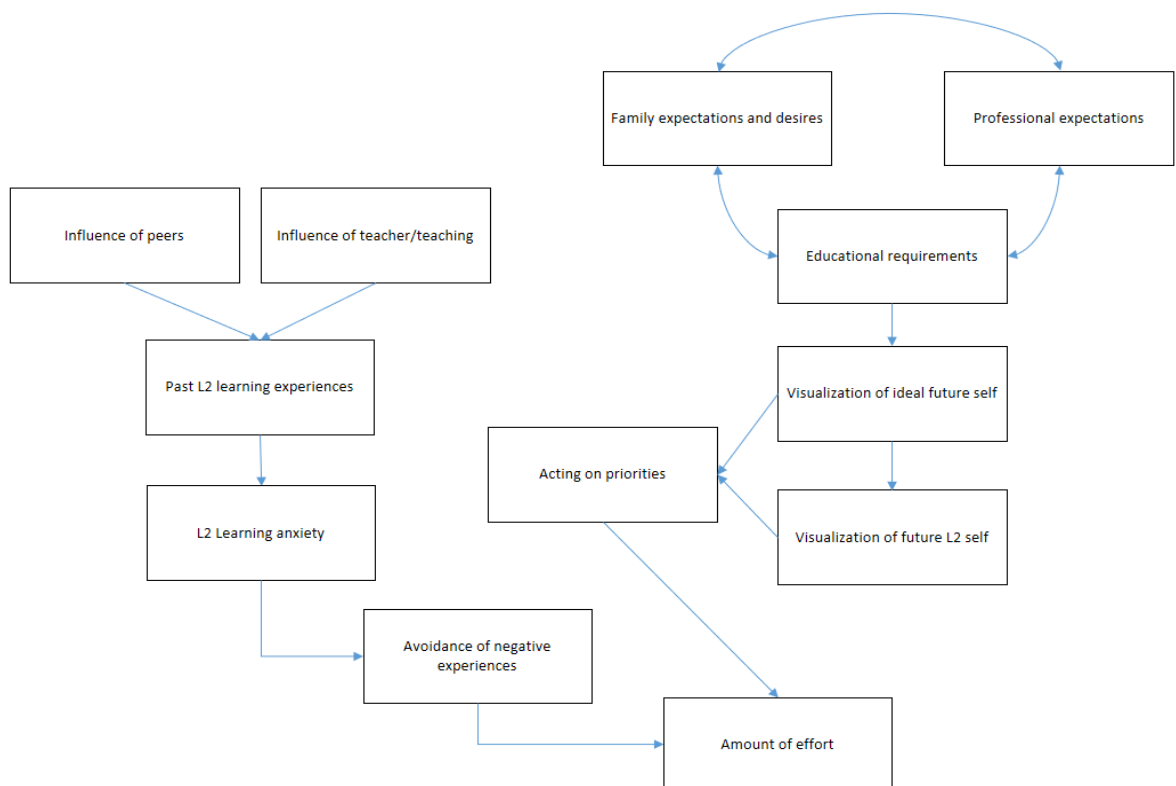 Family expectations and desires
Professional expectations
Influence of peers
Influence of teacher/teaching
Educational requirements
Past L2 learning experiences
Visualization of ideal future self
Acting on priorities
L2 Learning anxiety
Visualization of future L2 self
Avoidance of negative
experiences
Amount of effort